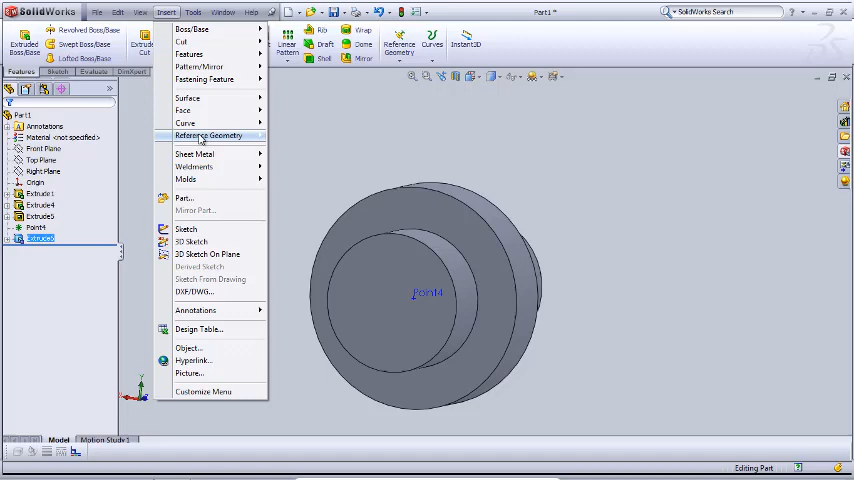 SolidWorks
File
Edit
View
Insert
Tools
Window
Help
Part1 *
SolidWorks Search
Extruded Boss/Base
Revolved Boss/Base
Swept Boss/Base
Lofted Boss/Base
Extruded Cut
Linear Pattern
Rib
Draft
Shell
Wrap
Dome
Mirror
Reference Geometry
Curves
Instant3D
Features
Sketch
Evaluate
DimXpert
Part1
Annotations
Material <not specified>
Front Plane
Top Plane
Right Plane
Origin
Extrude1
Extrude4
Extrude5
Point4
Extrude6
Boss/Base
Cut
Features
Pattern/Mirror
Fastening Feature
Surface
Face
Curve
Reference Geometry
Sheet Metal
Weldments
Molds
Part...
Mirror Part...
Sketch
3D Sketch
3D Sketch On Plane
Derived Sketch
Sketch From Drawing
DXF/DWG...
Annotations
Design Table...
Object...
Hyperlink...
Picture...
Customize Menu
Point4
Y
Model
Motion Study 1
Editing Part